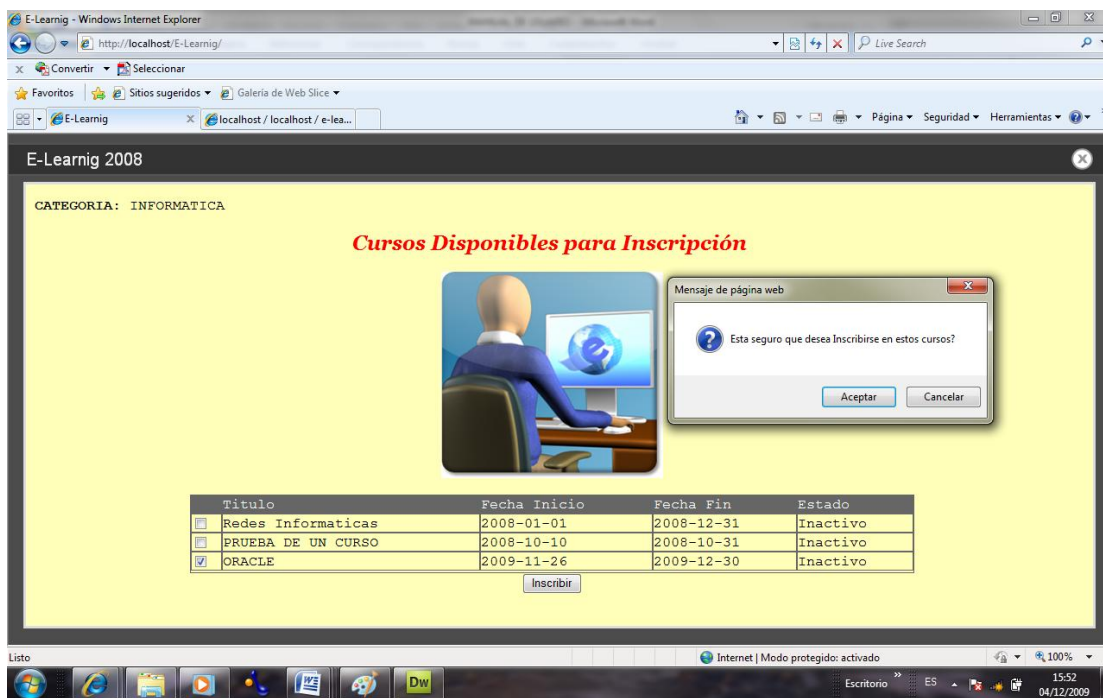 E-Learnig - Windows Internet Explorer
http://localhost/E-Learnig/
Live Search
x Convertir Seleccionar
Favoritos Sitios sugeridos Galería de Web Slice
E-Learnig x localhost / localhost / e-lea... Página Seguridad Herramientas
E-Learnig 2008
CATEGORIA: INFORMATICA
Cursos Disponibles para Inscripción
Mensaje de página web
Esta seguro que desea Inscribirse en estos cursos?
Aceptar Cancelar
Titulo Fecha Inicio Fecha Fin Estado
Redes Informaticas 2008-01-01 2008-12-31 Inactivo
PRUEBA DE UN CURSO 2008-10-10 2008-10-31 Inactivo
ORACLE 2009-11-26 2009-12-30 Inactivo
Inscribir
Listo Internet | Modo protegido: activado 100%
Dw Escritorio » ES 15:52
04/12/2009